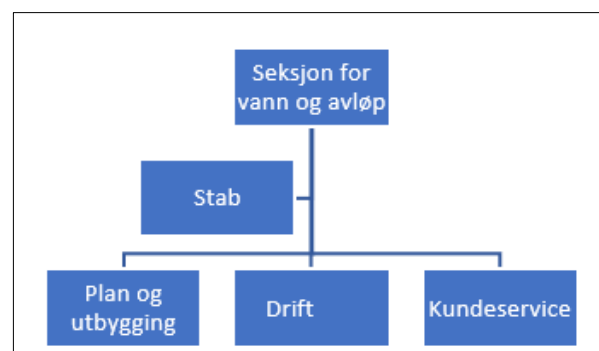 Seksjon for
vann og avløp
Stab
Plan og
utbygging
Drift
Kundeservice